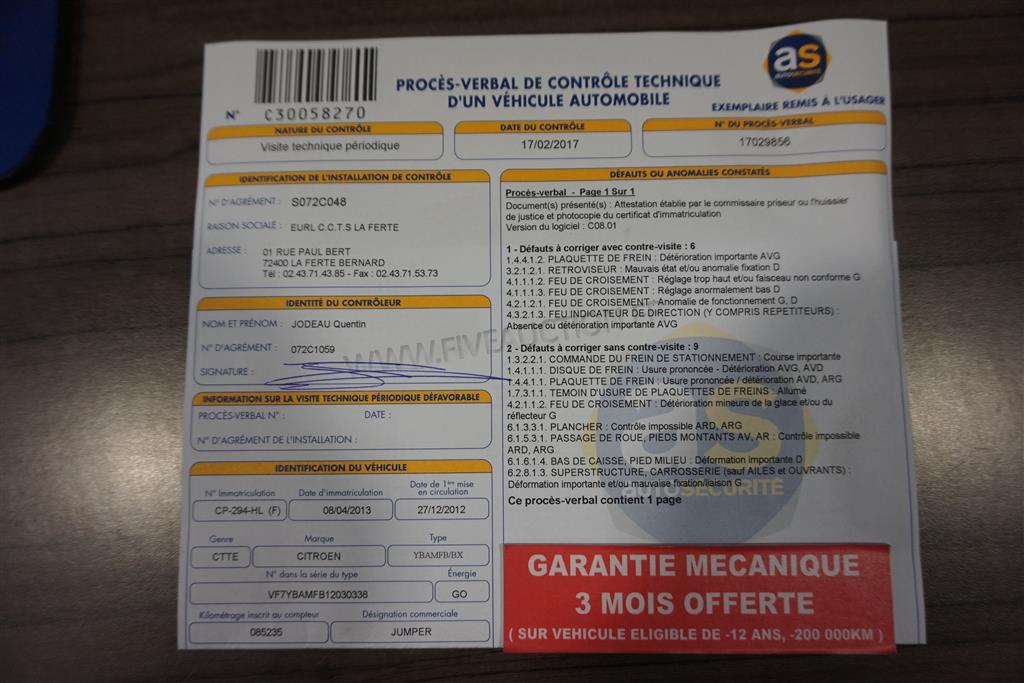 as
AUTOSÉCURITÉ
PROCÈS-VERBAL DE CONTRÔLE TECHNIQUE
D'UN VÉHICULE AUTOMOBILE
EXEMPLAIRE REMIS À L'USAGER
N° C30058270
NATURE DU CONTRÔLE
Visite technique périodique
DATE DU CONTRÔLE
17/02/2017
N° DU PROCÈS-VERBAL
17029856
IDENTIFICATION DE L'INSTALLATION DE CONTRÔLE
N° D'AGRÉMENT : S072C048
RAISON SOCIALE : EURL C.C.T.S LA FERTE
ADRESSE : 01 RUE PAUL BERT
72400 LA FERTE BERNARD
Tél : 02.43.71.43.85 - Fax : 02.43.71.53.73
IDENTITÉ DU CONTRÔLEUR
NOM ET PRÉNOM : JODEAU Quentin
N° D'AGRÉMENT : 072C1059
SIGNATURE :
INFORMATION SUR LA VISITE TECHNIQUE PÉRIODIQUE DÉFAVORABLE
PROCÈS-VERBAL N° : DATE :
N° D'AGRÉMENT DE L'INSTALLATION :
IDENTIFICATION DU VÉHICULE
N° Immatriculation
CP-294-HL (F)
Date d'immatriculation
08/04/2013
Date de 1ère mise
en circulation
27/12/2012
Genre
CTTE
Marque
CITROEN
Type
YBAMFB/BX
N° dans la série du type
VF7YBAMFB12030338
Énergie
GO
Kilométrage inscrit au compteur
085235
Désignation commerciale
JUMPER
DÉFAUTS OU ANOMALIES CONSTATÉS
Procès-verbal - Page 1 Sur 1
Document(s) présenté(s) : Attestation établie par le commissaire priseur ou l'huissier
de justice et photocopie du certificat d'immatriculation
Version du logiciel : C08.01
1 - Défauts à corriger avec contre-visite : 6
1.4.4.1.2. PLAQUETTE DE FREIN : Détérioration importante AVG
3.2.1.2.1. RETROVISEUR : Mauvais état et/ou anomalie fixation D
4.1.1.1.2. FEU DE CROISEMENT : Réglage trop haut et/ou faisceau non conforme G
4.1.1.1.3. FEU DE CROISEMENT : Réglage anormalement bas D
4.2.1.2.1. FEU DE CROISEMENT : Anomalie de fonctionnement G, D
4.3.2.1.3. FEU INDICATEUR DE DIRECTION (Y COMPRIS REPETITEURS) :
Absence ou détérioration importante AVG
2 - Défauts à corriger sans contre-visite : 9
1.3.2.2.1. COMMANDE DU FREIN DE STATIONNEMENT : Course importante
1.4.1.1.1. DISQUE DE FREIN : Usure prononcée - Détérioration AVG, AVD
1.4.4.1.1. PLAQUETTE DE FREIN : Usure prononcée / détérioration AVD, ARG
1.7.3.1.1. TEMOIN D'USURE DE PLAQUETTES DE FREINS : Allumé
4.2.1.1.2. FEU DE CROISEMENT : Détérioration mineure de la glace et/ou du
réflecteur G
6.1.3.3.1. PLANCHER : Contrôle impossible ARD, ARG
6.1.5.3.1. PASSAGE DE ROUE, PIEDS MONTANTS AV, AR : Contrôle impossible
ARD, ARG
6.1.6.1.4. BAS DE CAISSE, PIED MILIEU : Déformation importante D
6.2.8.1.3. SUPERSTRUCTURE, CARROSSERIE (sauf AILES et OUVRANTS) :
Déformation importante et/ou mauvaise fixation/liaison G
AUTOSÉCURITÉ
Ce procès-verbal contient 1 page
GARANTIE MECANIQUE
3 MOIS OFFERTE
( SUR VEHICULE ELIGIBLE DE -12 ANS, -200 000KM )